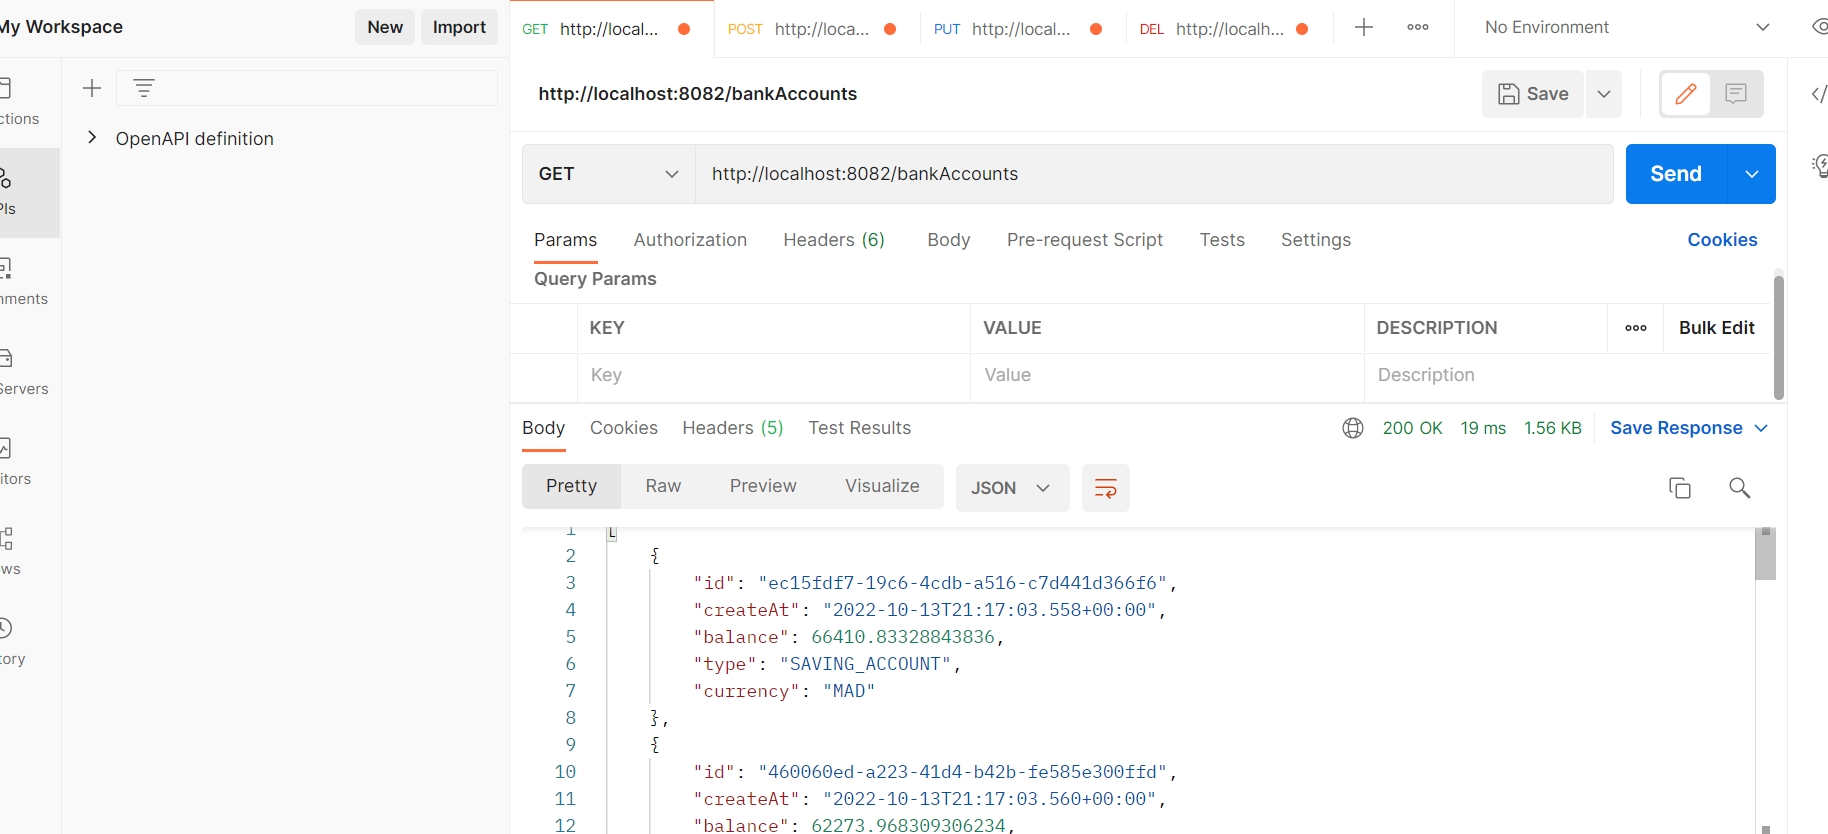 My Workspace
New
Import
GET http://local...
POST http://loca...
PUT http://local...
DEL http://localh...
No Environment
ctions
OpenAPI definition
PIs
nments
Servers
itors
ws
tory
http://localhost:8082/bankAccounts
Save
GET
http://localhost:8082/bankAccounts
Send
Params
Authorization
Headers (6)
Body
Pre-request Script
Tests
Settings
Cookies
Query Params
KEY
VALUE
DESCRIPTION
Bulk Edit
Key
Value
Description
Body
Cookies
Headers (5)
Test Results
200 OK
19 ms
1.56 KB
Save Response
Pretty
Raw
Preview
Visualize
JSON
1 [
2 {
3 "id": "ec15fdf7-19c6-4cdb-a516-c7d441d366f6",
4 "createAt": "2022-10-13T21:17:03.558+00:00",
5 "balance": 66410.83328843836,
6 "type": "SAVING_ACCOUNT",
7 "currency": "MAD"
8 },
9 {
10 "id": "460060ed-a223-41d4-b42b-fe585e300ffd",
11 "createAt": "2022-10-13T21:17:03.560+00:00",
12 "balance": 62273.968309306234,